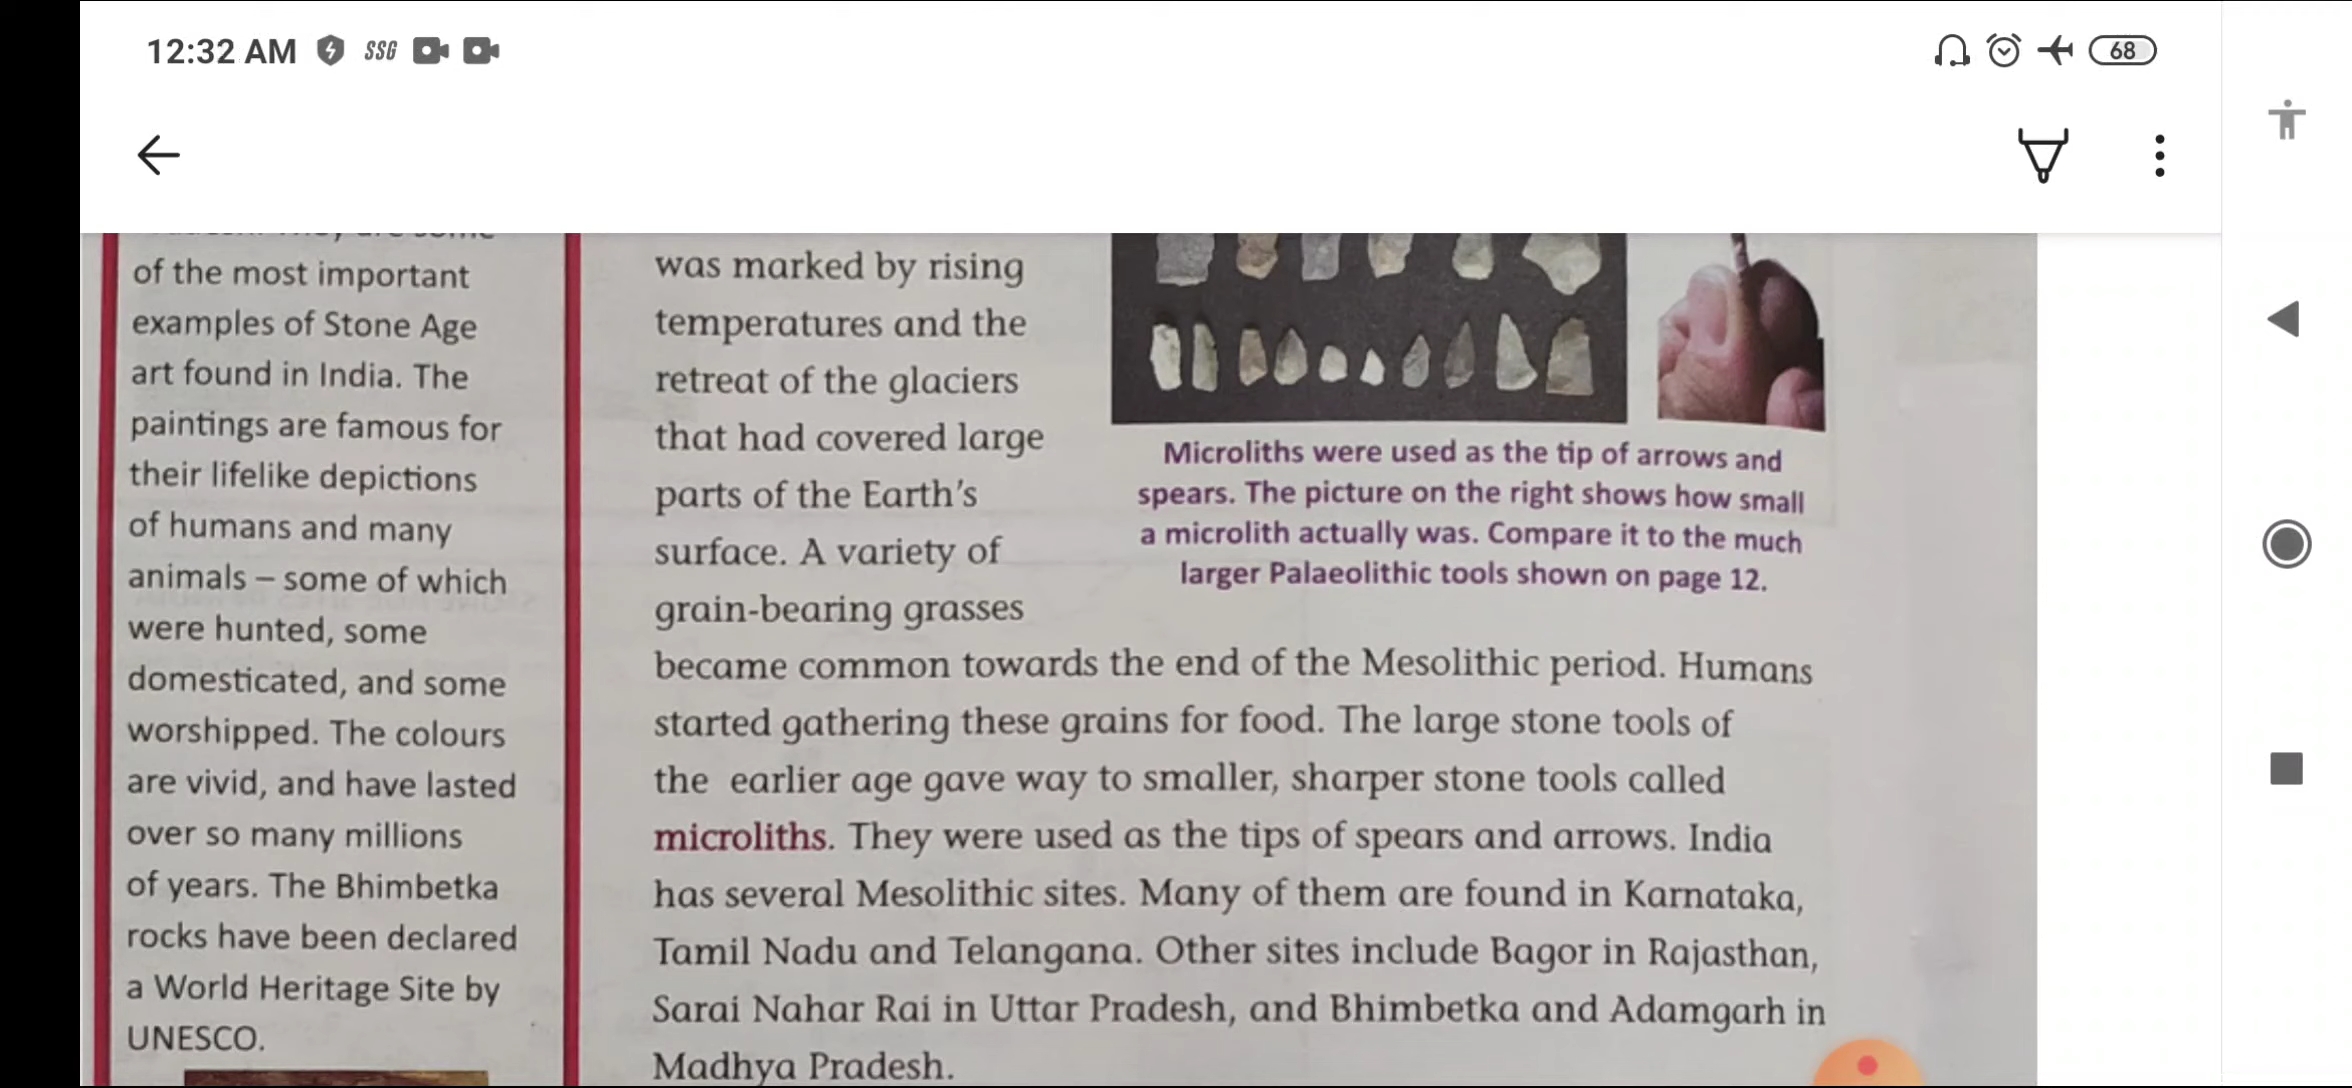 12:32 AM SSG
68
of the most important
examples of Stone Age
art found in India. The
paintings are famous for
their lifelike depictions
of humans and many
animals – some of which
were hunted, some
domesticated, and some
worshipped. The colours
are vivid, and have lasted
over so many millions
of years. The Bhimbetka
rocks have been declared
a World Heritage Site by
UNESCO.
was marked by rising
temperatures and the
retreat of the glaciers
that had covered large
parts of the Earth's
surface. A variety of
grain-bearing grasses
became common towards the end of the Mesolithic period. Humans
started gathering these grains for food. The large stone tools of
the earlier age gave way to smaller, sharper stone tools called
microliths. They were used as the tips of spears and arrows. India
has several Mesolithic sites. Many of them are found in Karnataka,
Tamil Nadu and Telangana. Other sites include Bagor in Rajasthan,
Sarai Nahar Rai in Uttar Pradesh, and Bhimbetka and Adamgarh in
Madhya Pradesh.
Microliths were used as the tip of arrows and
spears. The picture on the right shows how small
a microlith actually was. Compare it to the much
larger Palaeolithic tools shown on page 12.